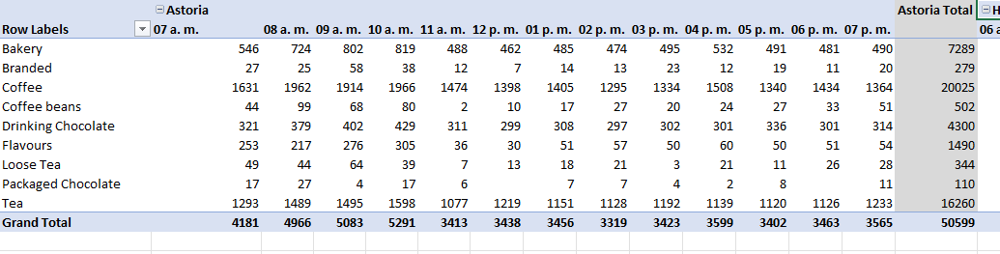 Astoria Astoria Total H
Row Labels 07 a. m. 08 a. m. 09 a. m. 10 a. m. 11 a. m. 12 p. m. 01 p. m. 02 p. m. 03 p. m. 04 p. m. 05 p. m. 06 p. m. 07 p. m. 06 a
Bakery 546 724 802 819 488 462 485 474 495 532 491 481 490 7289
Branded 27 25 58 38 12 7 14 13 23 12 19 11 20 279
Coffee 1631 1962 1914 1966 1474 1398 1405 1295 1334 1508 1340 1434 1364 20025
Coffee beans 44 99 68 80 2 10 17 27 20 24 27 33 51 502
Drinking Chocolate 321 379 402 429 311 299 308 297 302 301 336 301 314 4300
Flavours 253 217 276 305 36 30 51 57 50 60 50 51 54 1490
Loose Tea 49 44 64 39 7 13 18 21 3 21 11 26 28 344
Packaged Chocolate 17 27 4 17 6 7 7 4 2 8 11 110
Tea 1293 1489 1495 1598 1077 1219 1151 1128 1192 1139 1120 1126 1233 16260
Grand Total 4181 4966 5083 5291 3413 3438 3456 3319 3423 3599 3402 3463 3565 50599